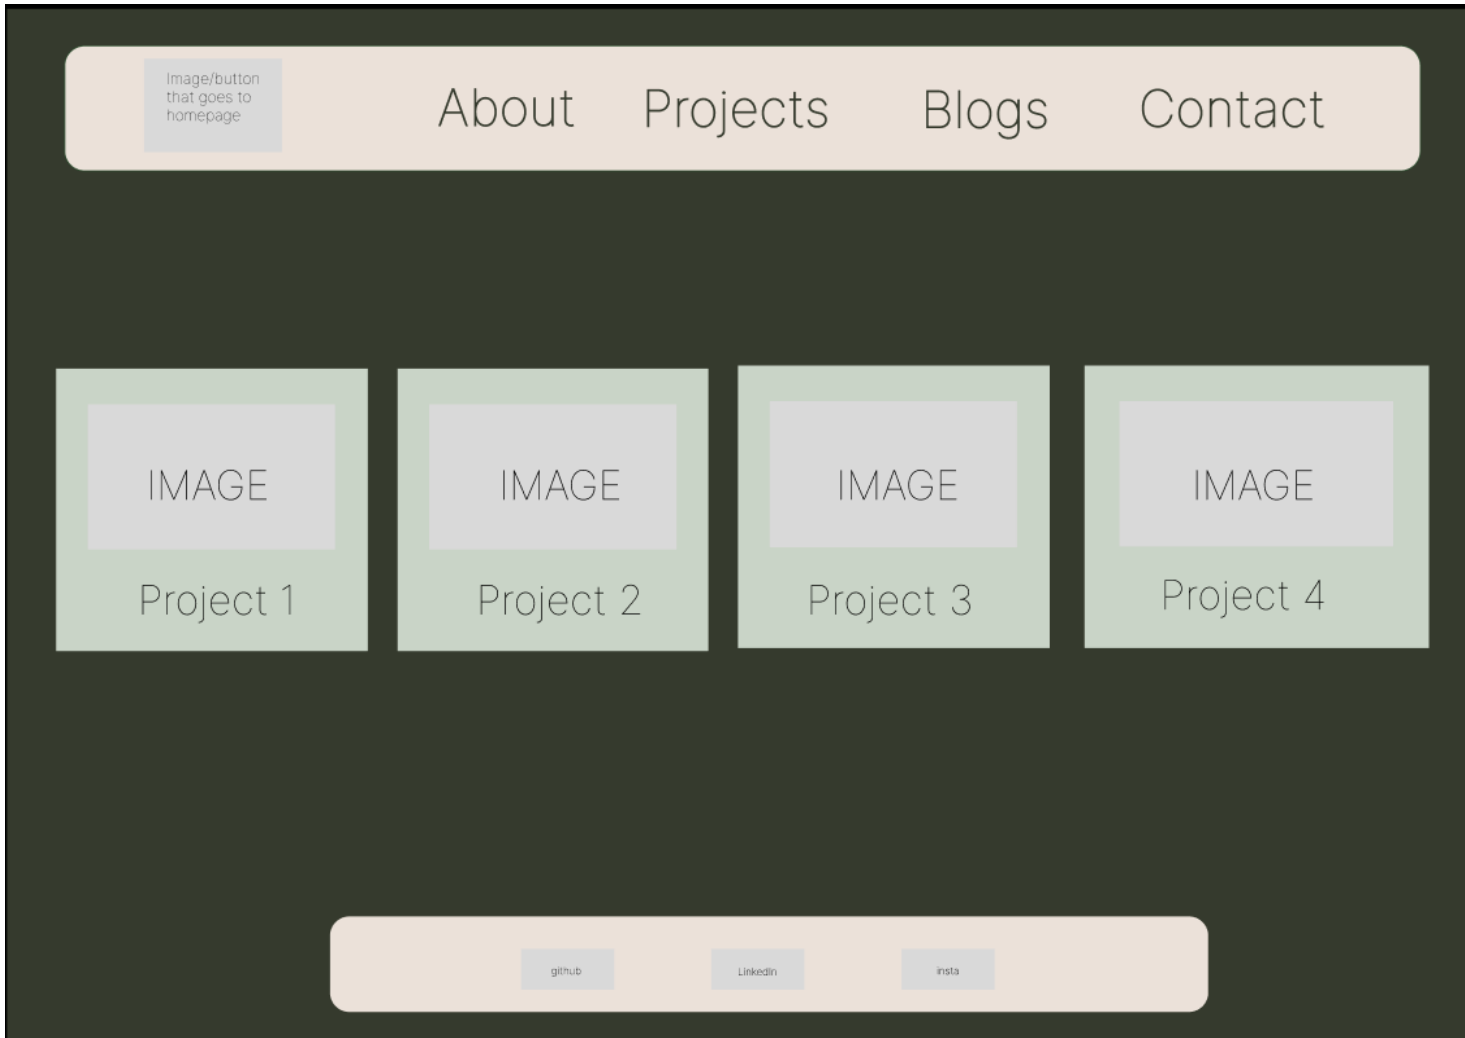 Image/button
that goes to
homepage
About
Projects
Blogs
Contact
IMAGE
IMAGE
IMAGE
IMAGE
Project 1
Project 2
Project 3
Project 4
github
LinkedIn
insta